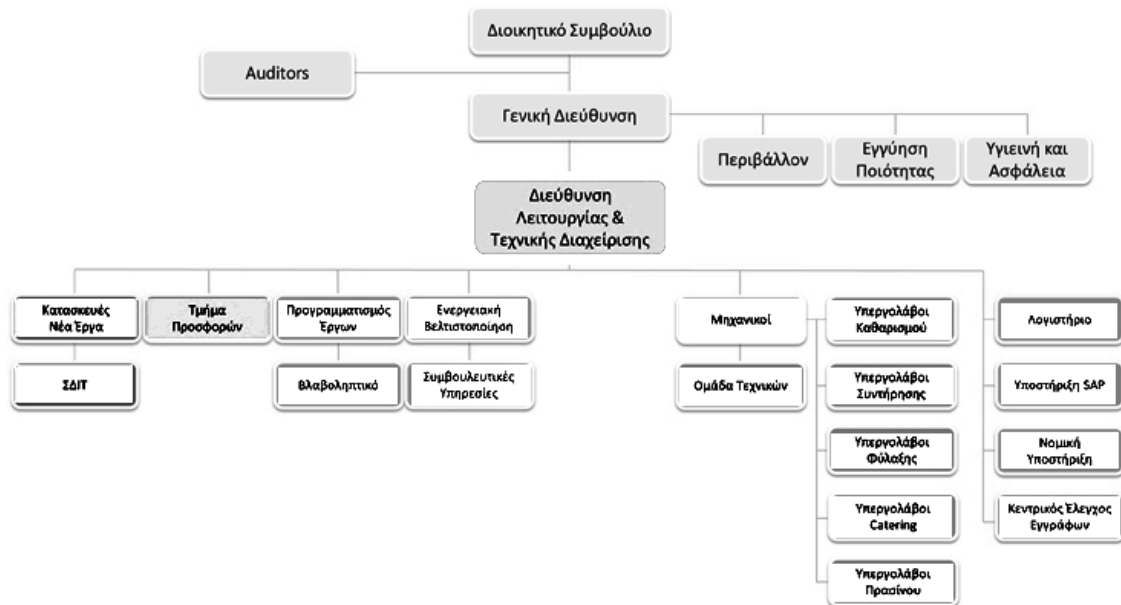 Διοικητικό Συμβούλιο
Auditors
Γενική Διεύθυνση
Περιβάλλον
Εγγύηση
Ποιότητας
Υγιεινή και
Ασφάλεια
Διεύθυνση
Λειτουργίας &
Τεχνικής Διαχείρισης
Κατασκευές
Νέα Έργα
Τμήμα
Προσφορών
Προγραμματισμός
Έργων
Ενεργειακή
Βελτιστοποίηση
Μηχανικοί
Υπεργολάβοι
Καθαρισμού
Λογιστήριο
ΣΔΙΤ
Βλαβοληπτικό
Συμβουλευτικές
Υπηρεσίες
Ομάδα Τεχνικών
Υπεργολάβοι
Συντήρησης
Υποστήριξη SAP
Υπεργολάβοι
Φύλαξης
Νομική
Υποστήριξη
Υπεργολάβοι
Catering
Κεντρικός Έλεγχος
Εγγράφων
Υπεργολάβοι
Πρασίνου